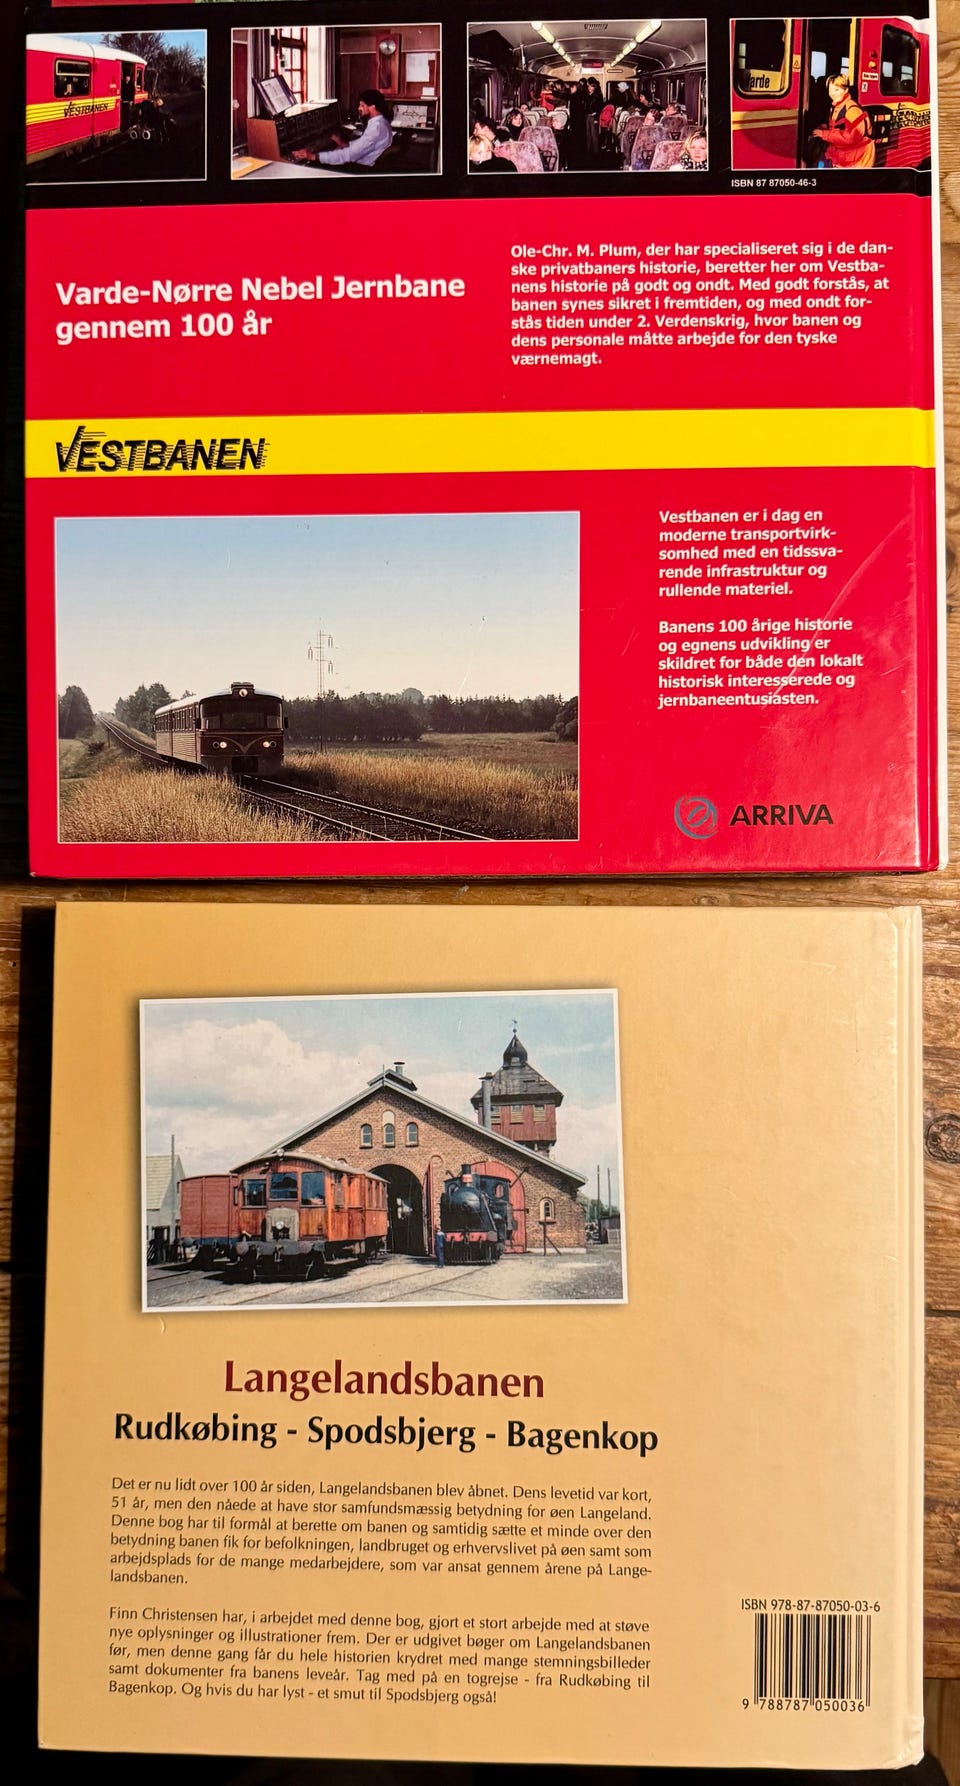 VESTBANEN
Varde
ISBN 87 87050-46-3
Varde-Nørre Nebel Jernbane
gennem 100 år
Ole-Chr. M. Plum, der har specialiseret sig i de dan-
ske privatbaners historie, beretter her om Vestba-
nens historie på godt og ondt. Med godt forstås, at
banen synes sikret i fremtiden, og med ondt for-
stås tiden under 2. Verdenskrig, hvor banen og
dens personale måtte arbejde for den tyske
værnemagt.
VESTBANEN
Vestbanen er i dag en
moderne transportvirk-
somhed med en tidssva-
rende infrastruktur og
rullende materiel.
Banens 100 årige historie
og egnens udvikling er
skildret for både den lokalt
historisk interesserede og
jernbaneentusiasten.
ARRIVA
Langelandsbanen
Rudkøbing - Spodsbjerg - Bagenkop
Det er nu lidt over 100 år siden, Langelandsbanen blev åbnet. Dens levetid var kort,
51 år, men den nåede at have stor samfundsmæssig betydning for øen Langeland.
Denne bog har til formål at berette om banen og samtidig sætte et minde over den
betydning banen fik for befolkningen, landbruget og erhvervslivet på øen samt som
arbejdsplads for de mange medarbejdere, som var ansat gennem årene på Lange-
landsbanen.
Finn Christensen har, i arbejdet med denne bog, gjort et stort arbejde med at støve
nye oplysninger og illustrationer frem. Der er udgivet bøger om Langelandsbanen
før, men denne gang får du hele historien krydret med mange stemningsbilleder
samt dokumenter fra banens leveår. Tag med på en togrejse - fra Rudkøbing til
Bagenkop. Og hvis du har lyst - et smut til Spodsbjerg også!
ISBN 978-87-87050-03-6
9 788787 050036